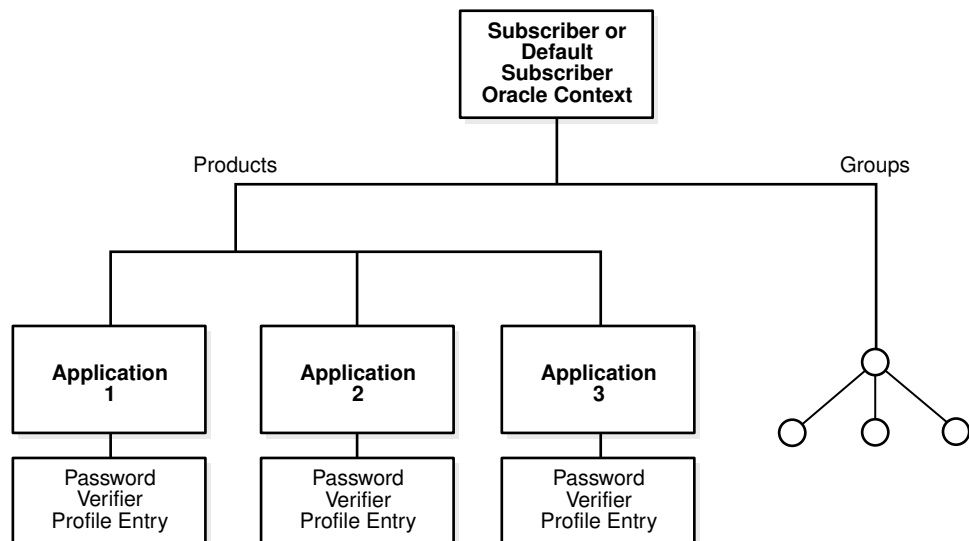 Subscriber or
Default
Subscriber
Oracle Context
Products
Groups
Application
1
Application
2
Application
3
Password
Verifier
Profile Entry
Password
Verifier
Profile Entry
Password
Verifier
Profile Entry